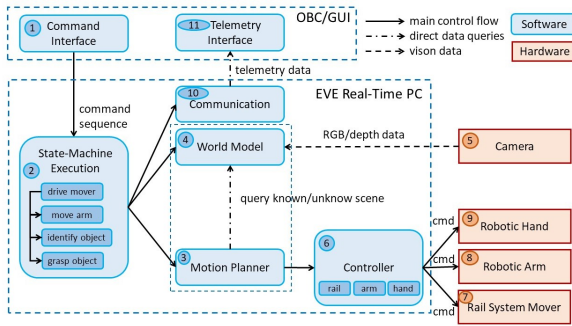 OBC/GUI
1
Command
Interface
11
Telemetry
Interface
main control flow
direct data queries
vison data
Software
Hardware
telemetry data
command
sequence
EVE Real-Time PC
10
Communication
4
World Model
RGB/depth data
5
Camera
State-Machine
Execution
2
drive mover
move arm
identify object
grasp object
query known/unknow scene
3
Motion Planner
6
Controller
rail
arm
hand
cmd
9
Robotic Hand
cmd
8
Robotic Arm
cmd
7
Rail System Mover